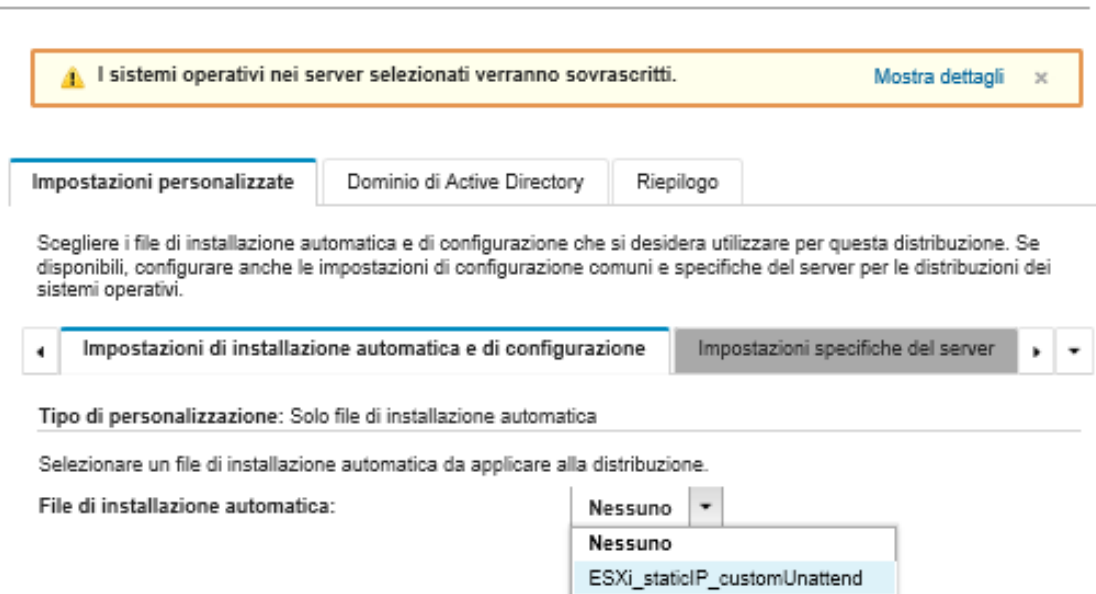 I sistemi operativi nei server selezionati verranno sovrascritti. Mostra dettagli ×
Impostazioni personalizzate Dominio di Active Directory Riepilogo
Scegliere i file di installazione automatica e di configurazione che si desidera utilizzare per questa distribuzione. Se
disponibili, configurare anche le impostazioni di configurazione comuni e specifiche del server per le distribuzioni dei
sistemi operativi.
Impostazioni di installazione automatica e di configurazione Impostazioni specifiche del server
Tipo di personalizzazione: Solo file di installazione automatica
Selezionare un file di installazione automatica da applicare alla distribuzione.
File di installazione automatica: Nessuno
Nessuno
ESXi_staticIP_customUnattend